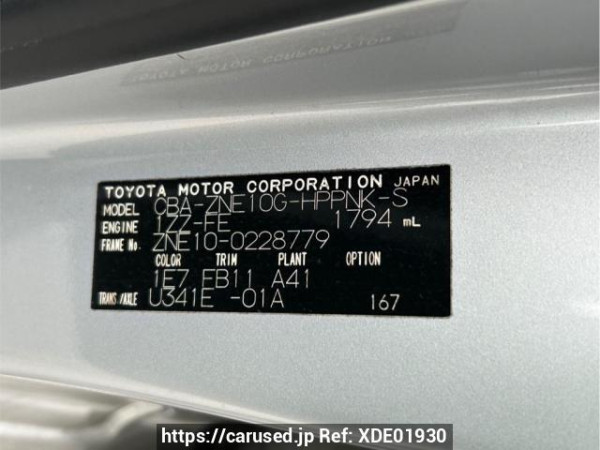 TOYOTA MOTOR CORPORATION JAPAN
MODEL CBA-ZNE10G-HPPNK-S
ENGINE 1ZZ-FE 1794 mL
FRAME No. ZNE10-0228779
COLOR TRIM PLANT OPTION
1E7 FB11 A41
TRANS/AXLE U341E -01A 167
https://carused.jp Ref: XDE01930